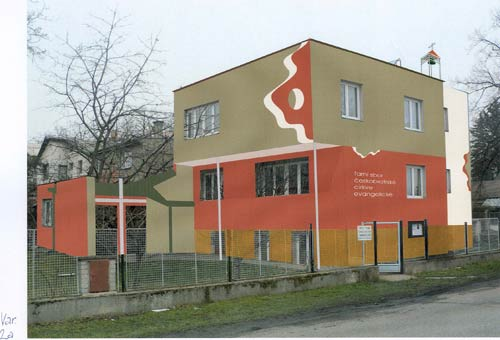 farní sbor
českobratrské
církve
evangelické
Var.
2a